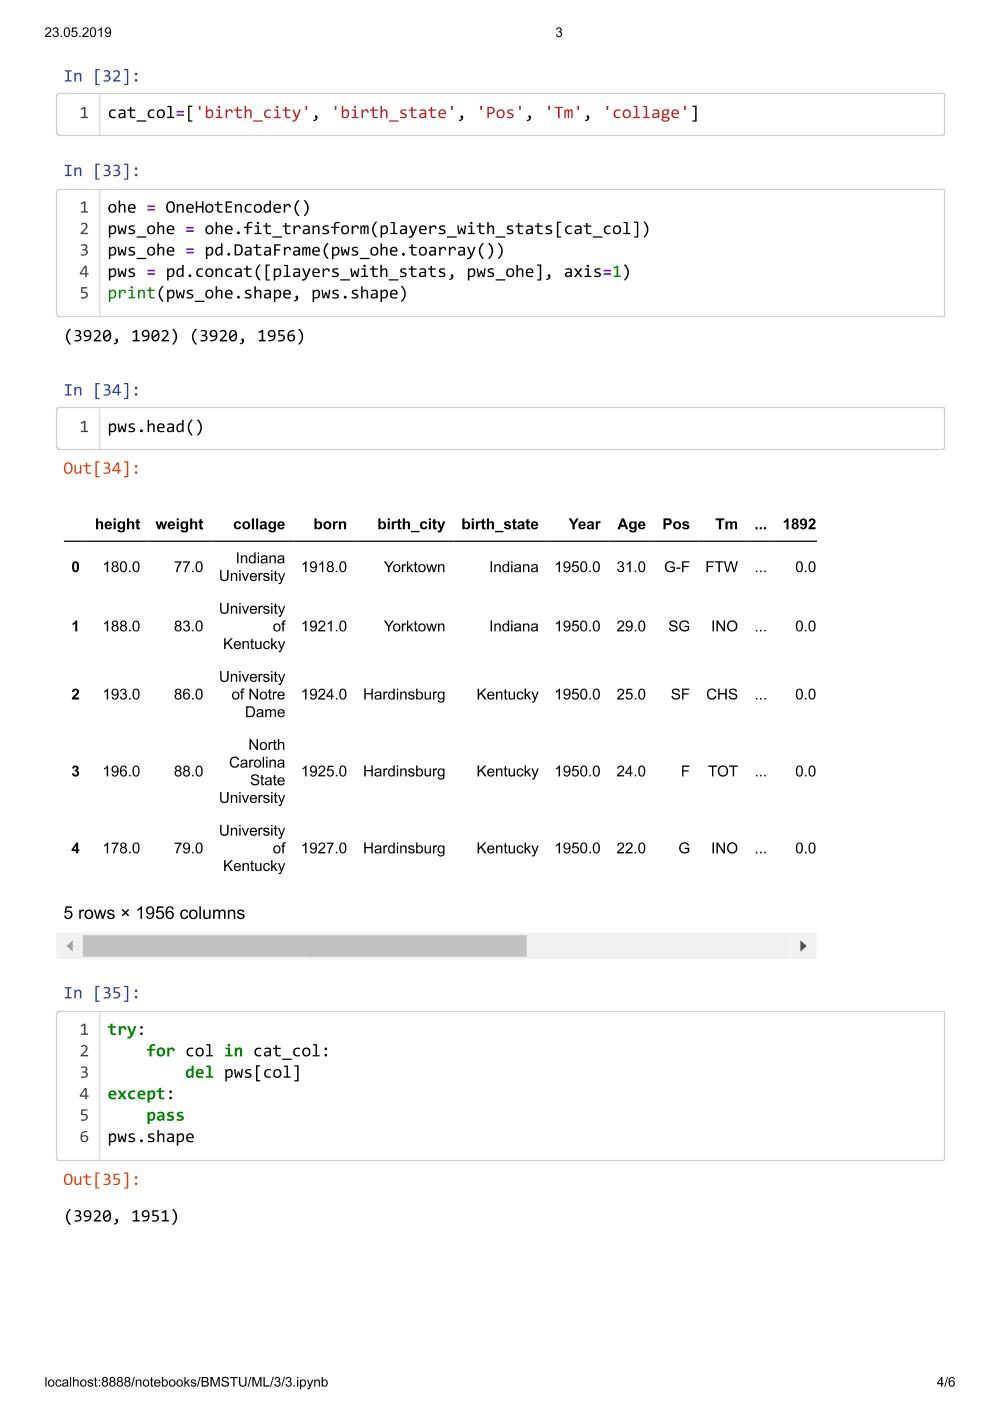 23.05.2019 3
In [32]:
1 cat_col=['birth_city', 'birth_state', 'Pos', 'Tm', 'collage']
In [33]:
1 ohe = OneHotEncoder()
2 pws_ohe = ohe.fit_transform(players_with_stats[cat_col])
3 pws_ohe = pd.DataFrame(pws_ohe.toarray())
4 pws = pd.concat([players_with_stats, pws_ohe], axis=1)
5 print(pws_ohe.shape, pws.shape)
(3920, 1902) (3920, 1956)
In [34]:
1 pws.head()
Out[34]:
height weight collage born birth_city birth_state Year Age Pos Tm ... 1892
0 180.0 77.0 Indiana University 1918.0 Yorktown Indiana 1950.0 31.0 G-F FTW ... 0.0
1 188.0 83.0 University of Kentucky 1921.0 Yorktown Indiana 1950.0 29.0 SG INO ... 0.0
2 193.0 86.0 University of Notre Dame 1924.0 Hardinsburg Kentucky 1950.0 25.0 SF CHS ... 0.0
3 196.0 88.0 North Carolina State University 1925.0 Hardinsburg Kentucky 1950.0 24.0 F TOT ... 0.0
4 178.0 79.0 University of Kentucky 1927.0 Hardinsburg Kentucky 1950.0 22.0 G INO ... 0.0
5 rows × 1956 columns
In [35]:
1 try:
2     for col in cat_col:
3         del pws[col]
4 except:
5     pass
6 pws.shape
Out[35]:
(3920, 1951)
localhost:8888/notebooks/BMSTU/ML/3/3.ipynb 4/6